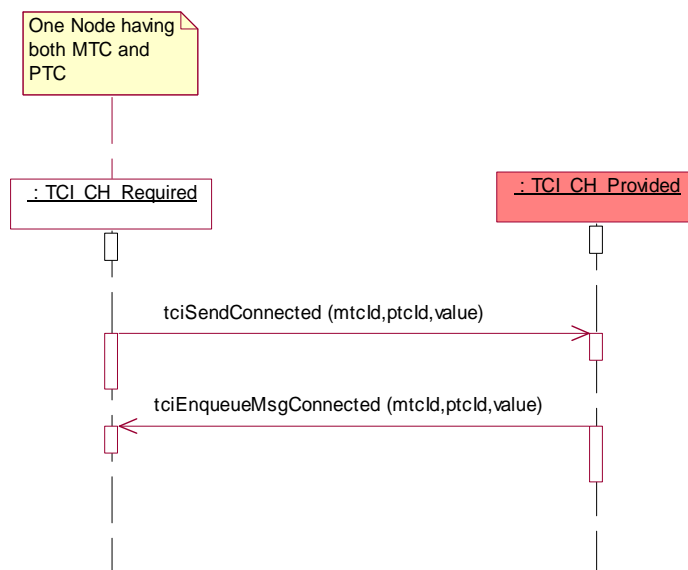 One Node having
both MTC and
PTC
: TCI_CH_Required
: TCI_CH_Provided
tciSendConnected (mtcId,ptcId,value)
tciEnqueueMsgConnected (mtcId,ptcId,value)